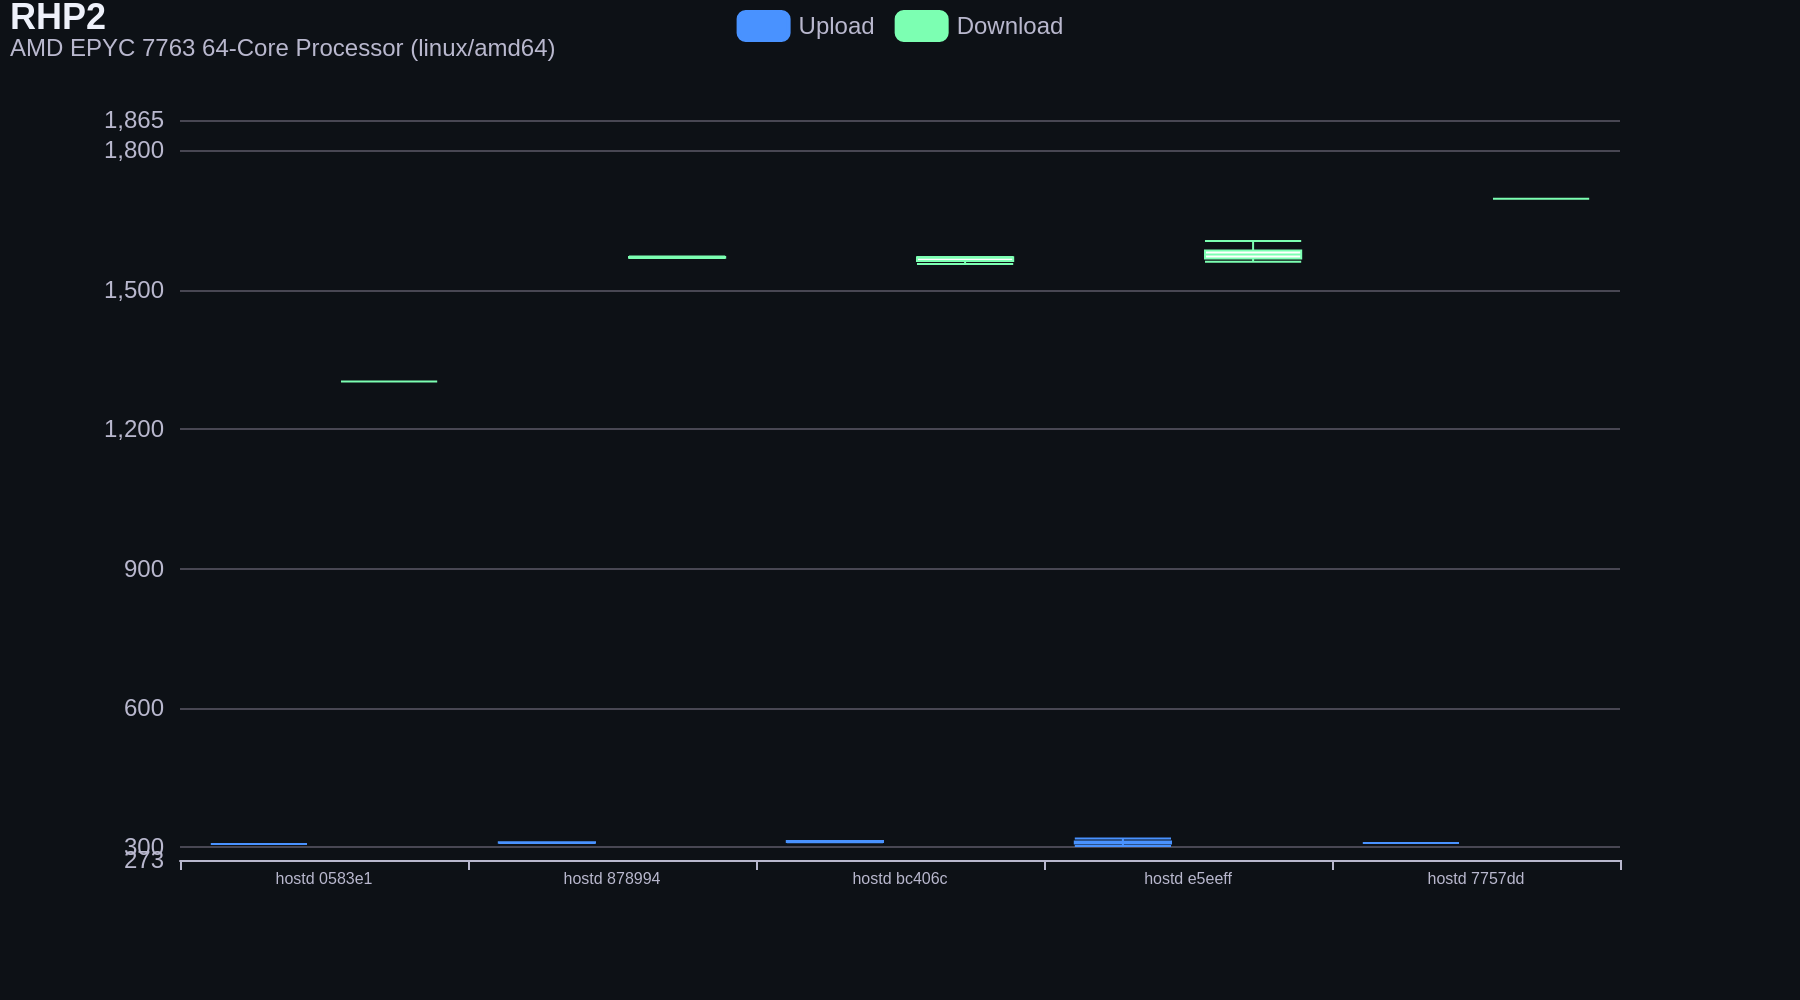 RHP2
AMD EPYC 7763 64-Core Processor (linux/amd64)
Upload
Download
1,865
1,800
1,500
1,200
900
600
300
273
hostd 0583e1
hostd 878994
hostd bc406c
hostd e5eeff
hostd 7757dd